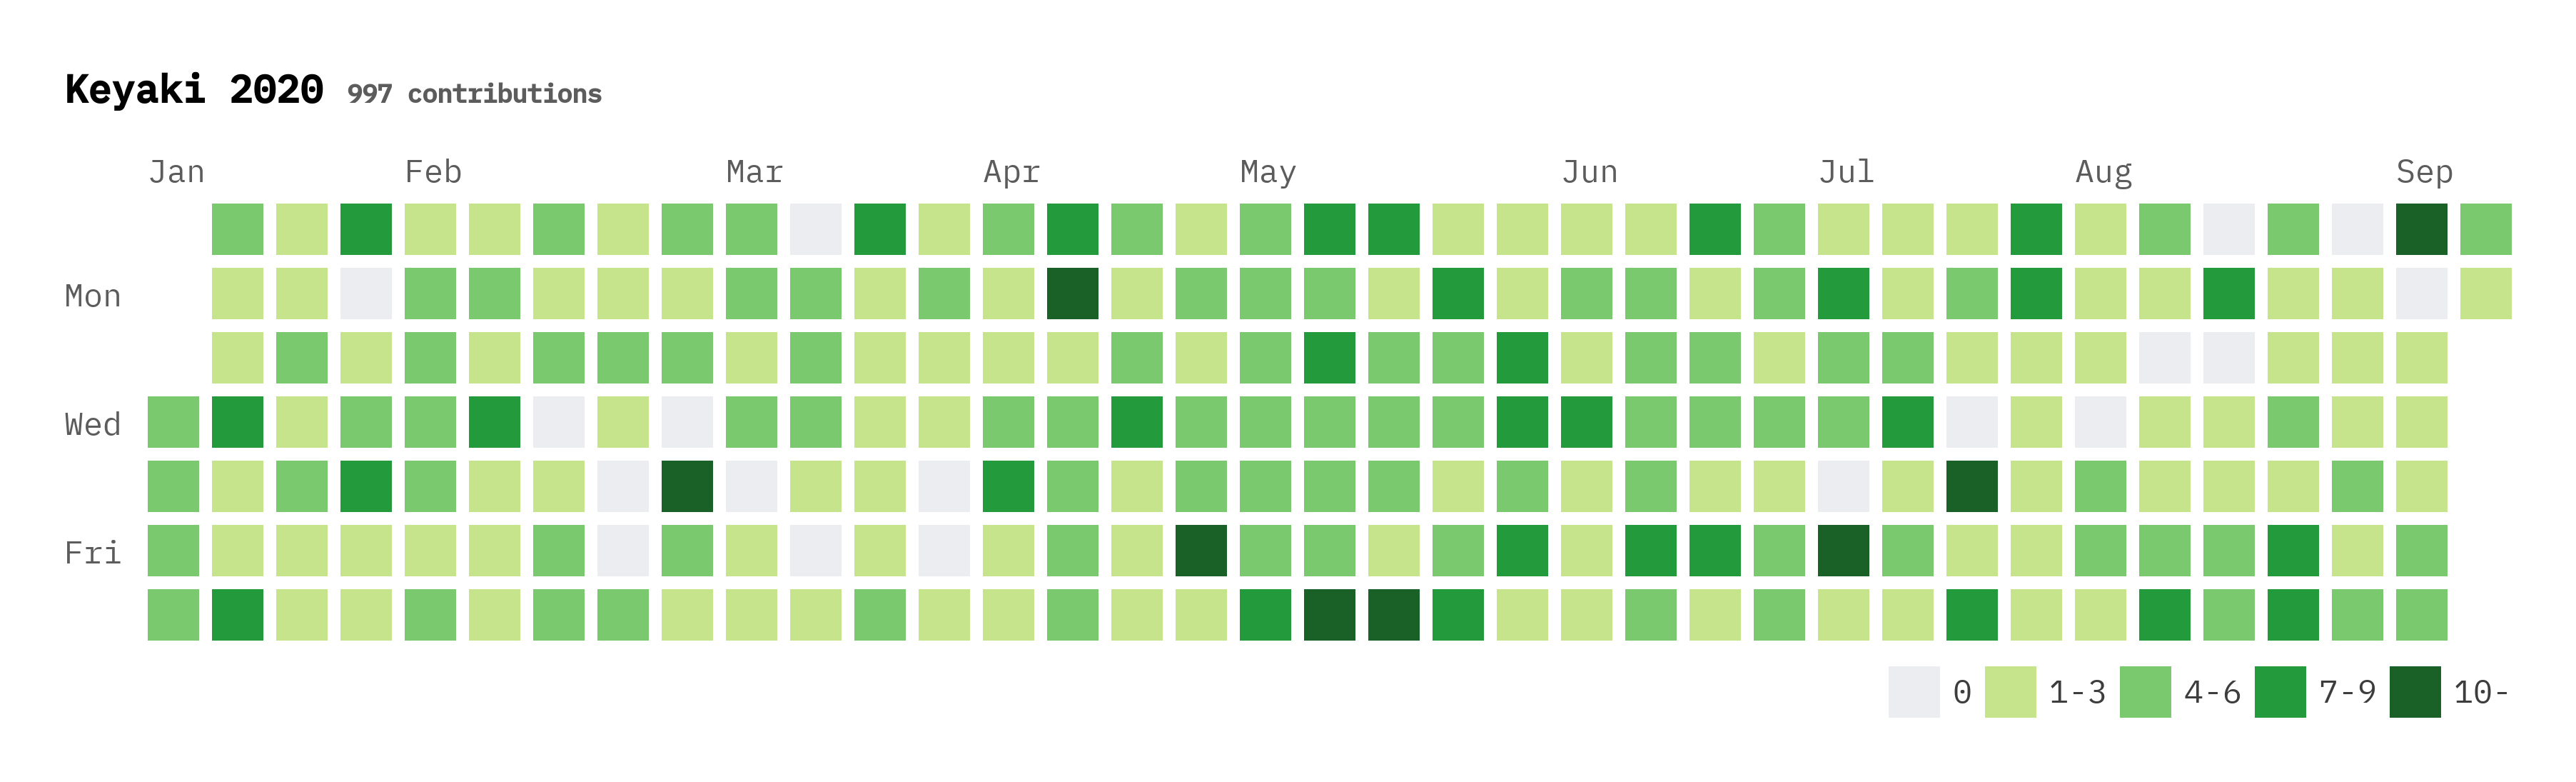 Keyaki 2020 997 contributions
Jan Feb Mar Apr May Jun Jul Aug Sep
Mon
Wed
Fri
0 1-3 4-6 7-9 10-